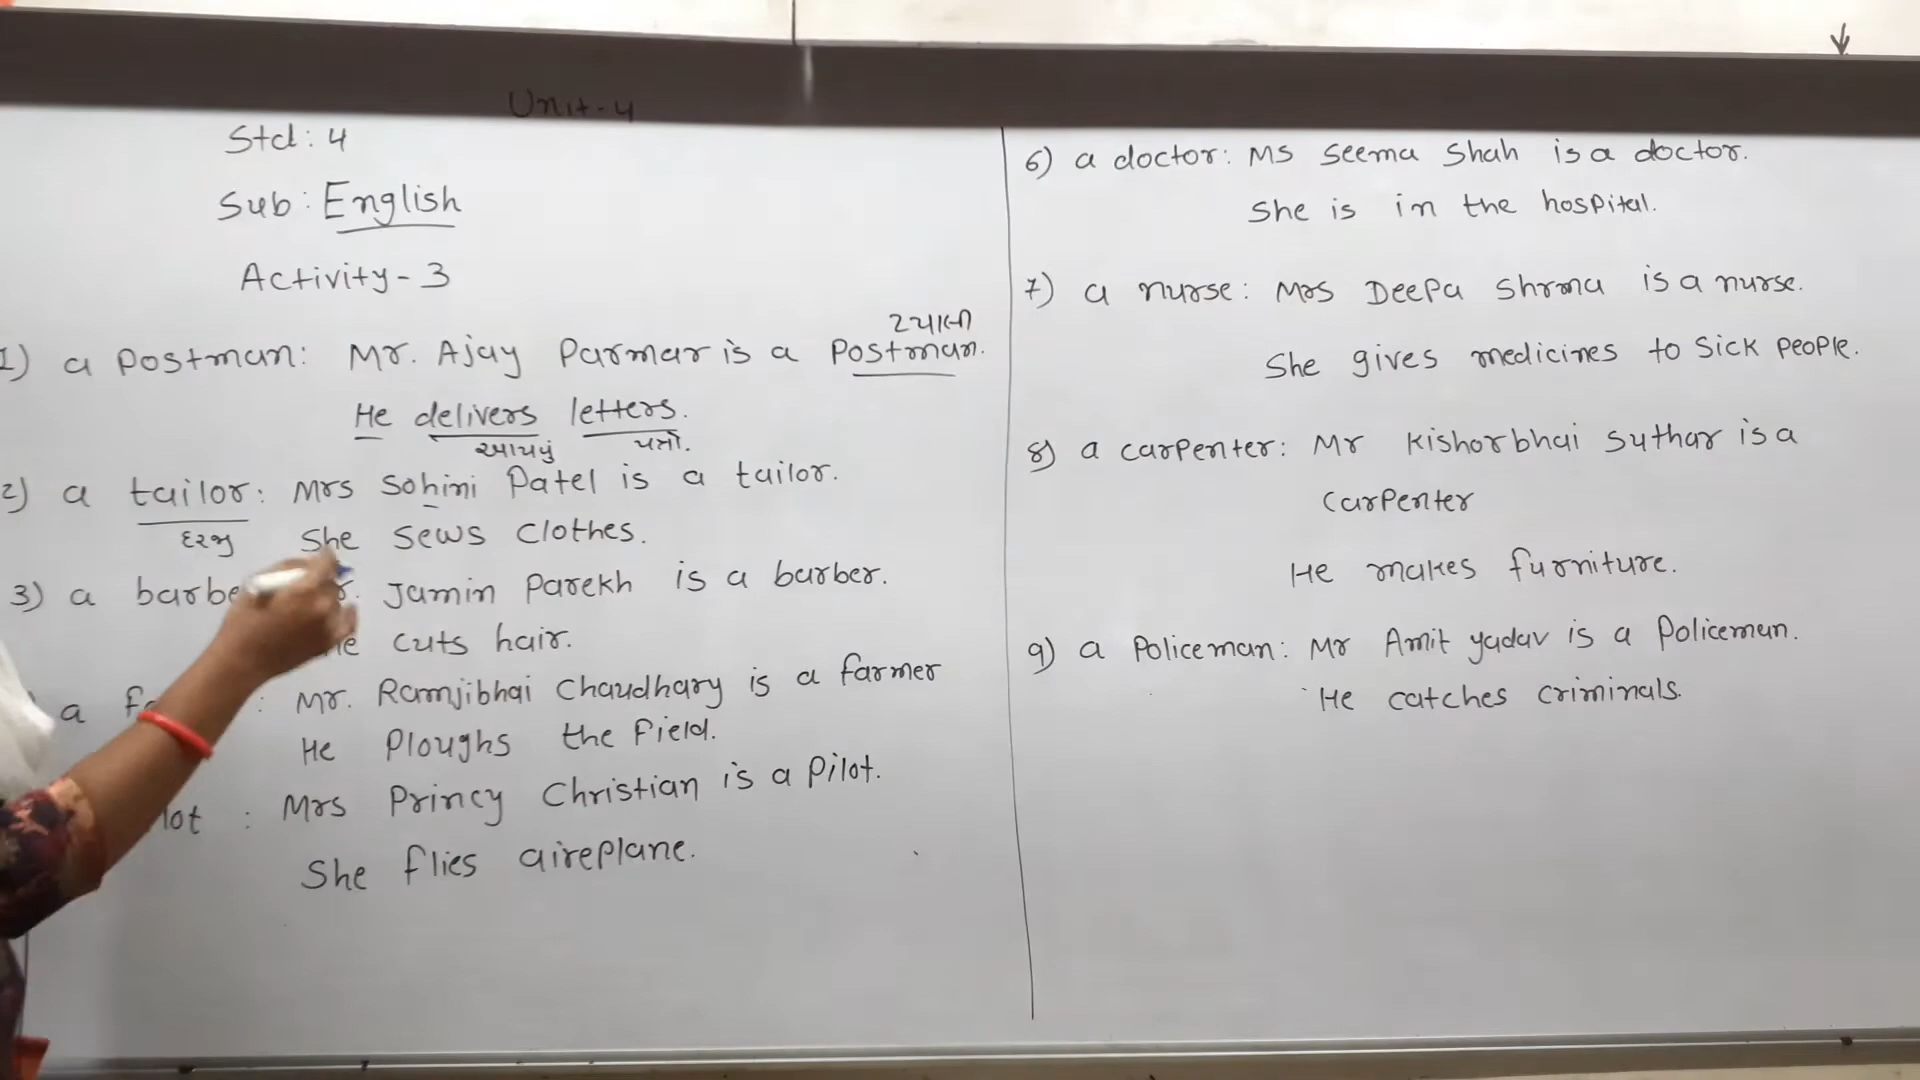 Unit-4
Std: 4
Sub: English
Activity-3
1) a Postman: Mr. Ajay Parmar is a Postman.
He delivers letters.
આપવું પત્રો.
2) a tailor: Mrs Sohini Patel is a tailor.
દરજી She sews clothes.
3) a Jamin Parekh is a barber.
cuts hair.
a : Mr. Ramjibhai Chaudhary is a farmer
He Ploughs the field.
: Mrs Princy Christian is a Pilot.
She flies aireplane.
6) a doctor: Ms Seema Shah is a doctor.
She is in the hospital.
7) a nurse: Mrs Deepa Shrma is a nurse.
She gives medicines to Sick People.
8) a carpenter: Mr Kishorbhai Suthar is a
Carpenter
He makes furniture.
9) a Policeman: Mr Amit yadav is a Policeman.
He catches criminals.